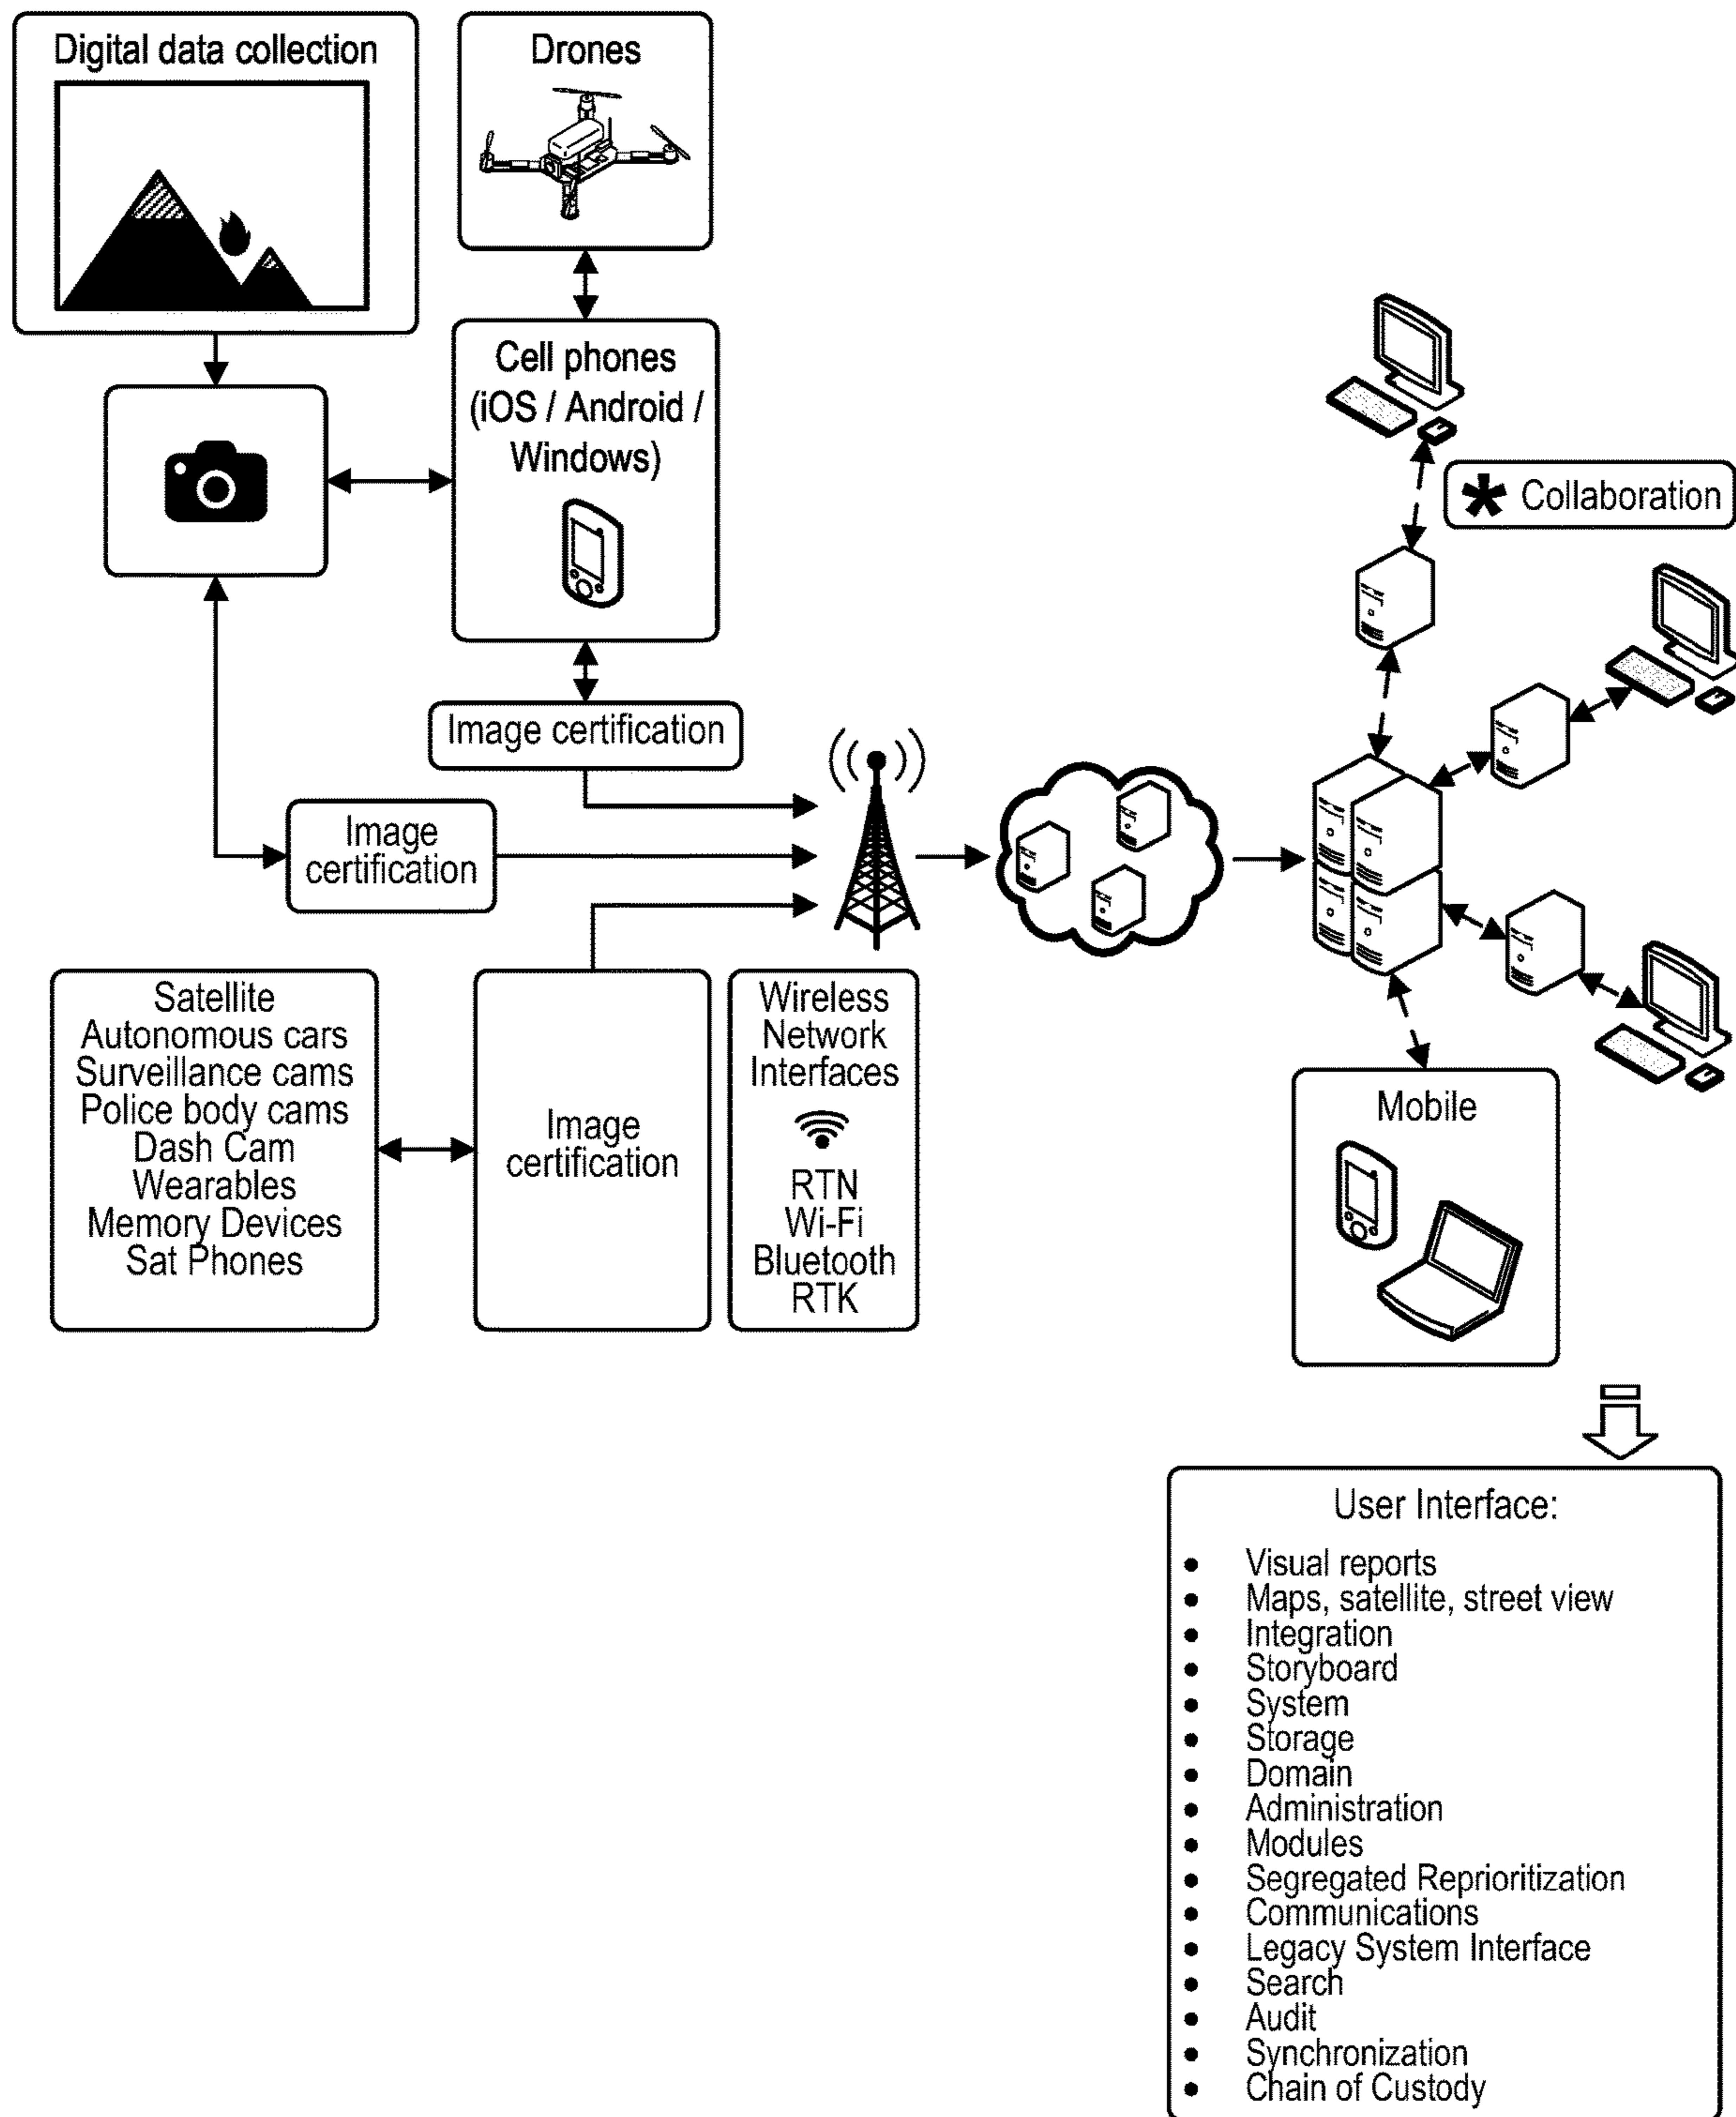 Digital data collection
Drones
Cell phones
(iOS / Android /
Windows)
* Collaboration
Image certification
Image
certification
Satellite
Autonomous cars
Surveillance cams
Police body cams
Dash Cam
Wearables
Memory Devices
Sat Phones
Image
certification
Wireless
Network
Interfaces
RTN
Wi-Fi
Bluetooth
RTK
Mobile
User Interface:
• Visual reports
• Maps, satellite, street view
• Integration
• Storyboard
• System
• Storage
• Domain
• Administration
• Modules
• Segregated Reprioritization
• Communications
• Legacy System Interface
• Search
• Audit
• Synchronization
• Chain of Custody